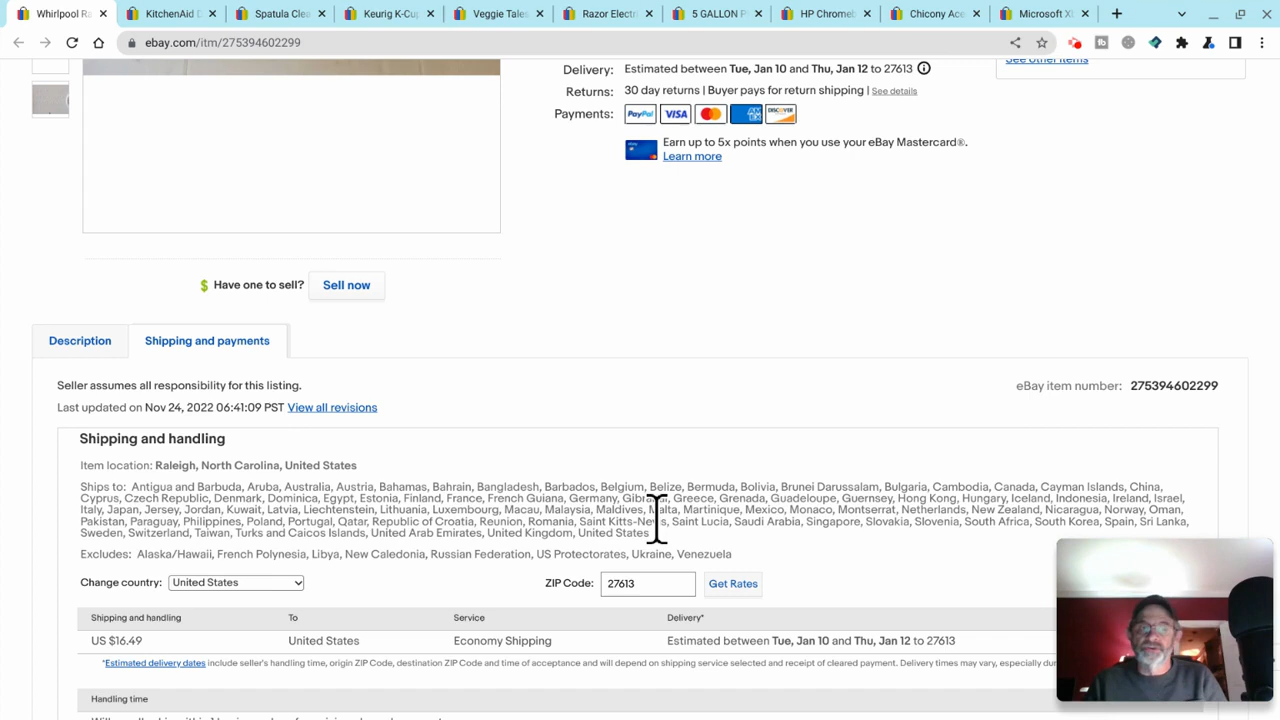 Whirlpool Ra
KitchenAid D
Spatula Clea
Keurig K-Cup
Veggie Tales
Razor Electri
5 GALLON P
HP Chromeb
Chicony Ace
Microsoft X
ebay.com/itm/275394602299
See other items
Delivery: Estimated between Tue, Jan 10 and Thu, Jan 12 to 27613
Returns: 30 day returns | Buyer pays for return shipping | See details
Payments: PayPal VISA DISCOVER
Earn up to 5x points when you use your eBay Mastercard®.
Learn more
Have one to sell? Sell now
Description Shipping and payments
Seller assumes all responsibility for this listing.
eBay item number: 275394602299
Last updated on Nov 24, 2022 06:41:09 PST View all revisions
Shipping and handling
Item location: Raleigh, North Carolina, United States
Ships to: Antigua and Barbuda, Aruba, Australia, Austria, Bahamas, Bahrain, Bangladesh, Barbados, Belgium, Belize, Bermuda, Bolivia, Brunei Darussalam, Bulgaria, Cambodia, Canada, Cayman Islands, China,
Cyprus, Czech Republic, Denmark, Dominica, Egypt, Estonia, Finland, France, French Guiana, Germany, Gibraltar, Greece, Grenada, Guadeloupe, Guernsey, Hong Kong, Hungary, Iceland, Indonesia, Ireland, Israel,
Italy, Japan, Jersey, Jordan, Kuwait, Latvia, Liechtenstein, Lithuania, Luxembourg, Macau, Malaysia, Maldives, Malta, Martinique, Mexico, Monaco, Montserrat, Netherlands, New Zealand, Nicaragua, Norway, Oman,
Pakistan, Paraguay, Philippines, Poland, Portugal, Qatar, Republic of Croatia, Reunion, Romania, Saint Kitts-Nevis, Saint Lucia, Saudi Arabia, Singapore, Slovakia, Slovenia, South Africa, South Korea, Spain, Sri Lanka,
Sweden, Switzerland, Taiwan, Turks and Caicos Islands, United Arab Emirates, United Kingdom, United States
Excludes: Alaska/Hawaii, French Polynesia, Libya, New Caledonia, Russian Federation, US Protectorates, Ukraine, Venezuela
Change country: United States ZIP Code: 27613 Get Rates
Shipping and handling To Service Delivery*
US $16.49 United States Economy Shipping Estimated between Tue, Jan 10 and Thu, Jan 12 to 27613
*Estimated delivery dates include seller's handling time, origin ZIP Code, destination ZIP Code and time of acceptance and will depend on shipping service selected and receipt of cleared payment. Delivery times may vary, especially du
Handling time